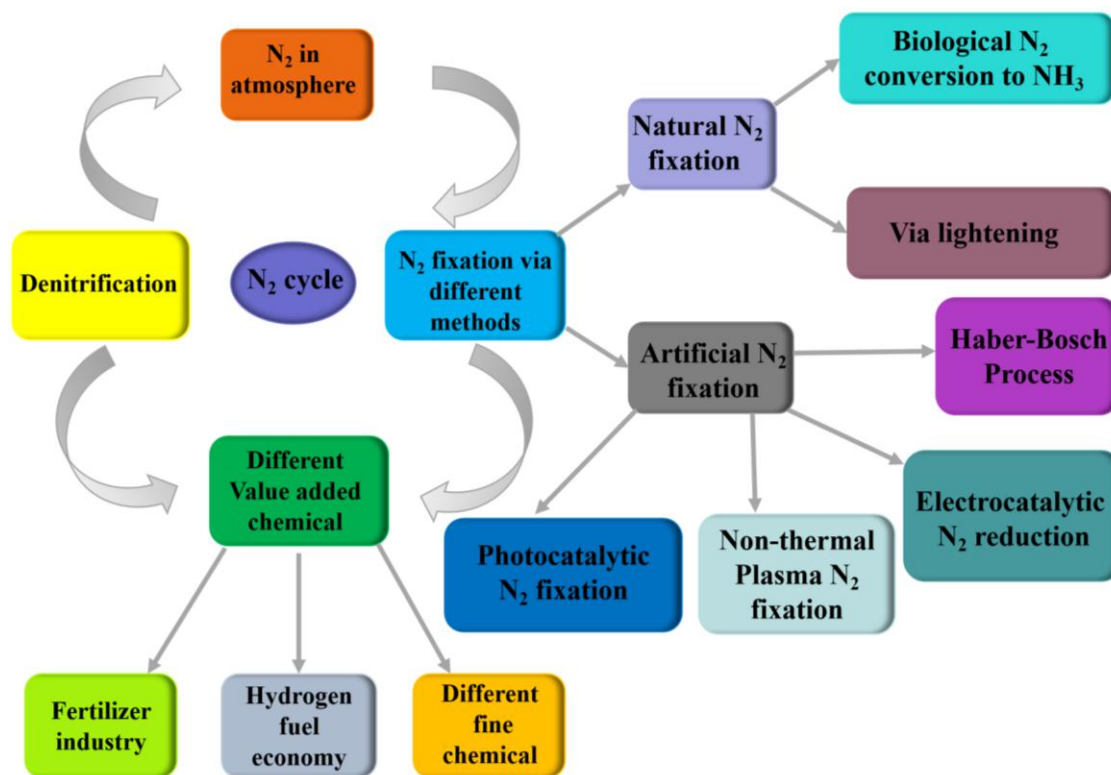 N₂ in
atmosphere
Biological N₂
conversion to NH₃
Natural N₂
fixation
Via lightening
Denitrification
N₂ cycle
N₂ fixation via
different
methods
Artificial N₂
fixation
Haber-Bosch
Process
Different
Value added
chemical
Electrocatalytic
N₂ reduction
Photocatalytic
N₂ fixation
Non-thermal
Plasma N₂
fixation
Fertilizer
industry
Hydrogen
fuel
economy
Different
fine
chemical